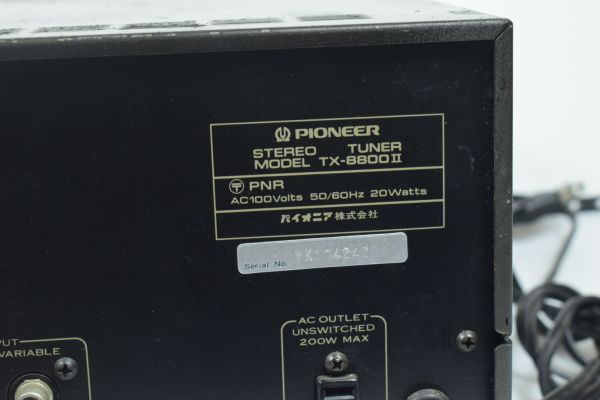 PIONEER
STEREO TUNER
MODEL TX-8800II
〒 PNR
AC100Volts 50/60Hz 20Watts
パイオニア株式会社
Serial No.
AC OUTLET
UNSWITCHED
200W MAX
VARIABLE